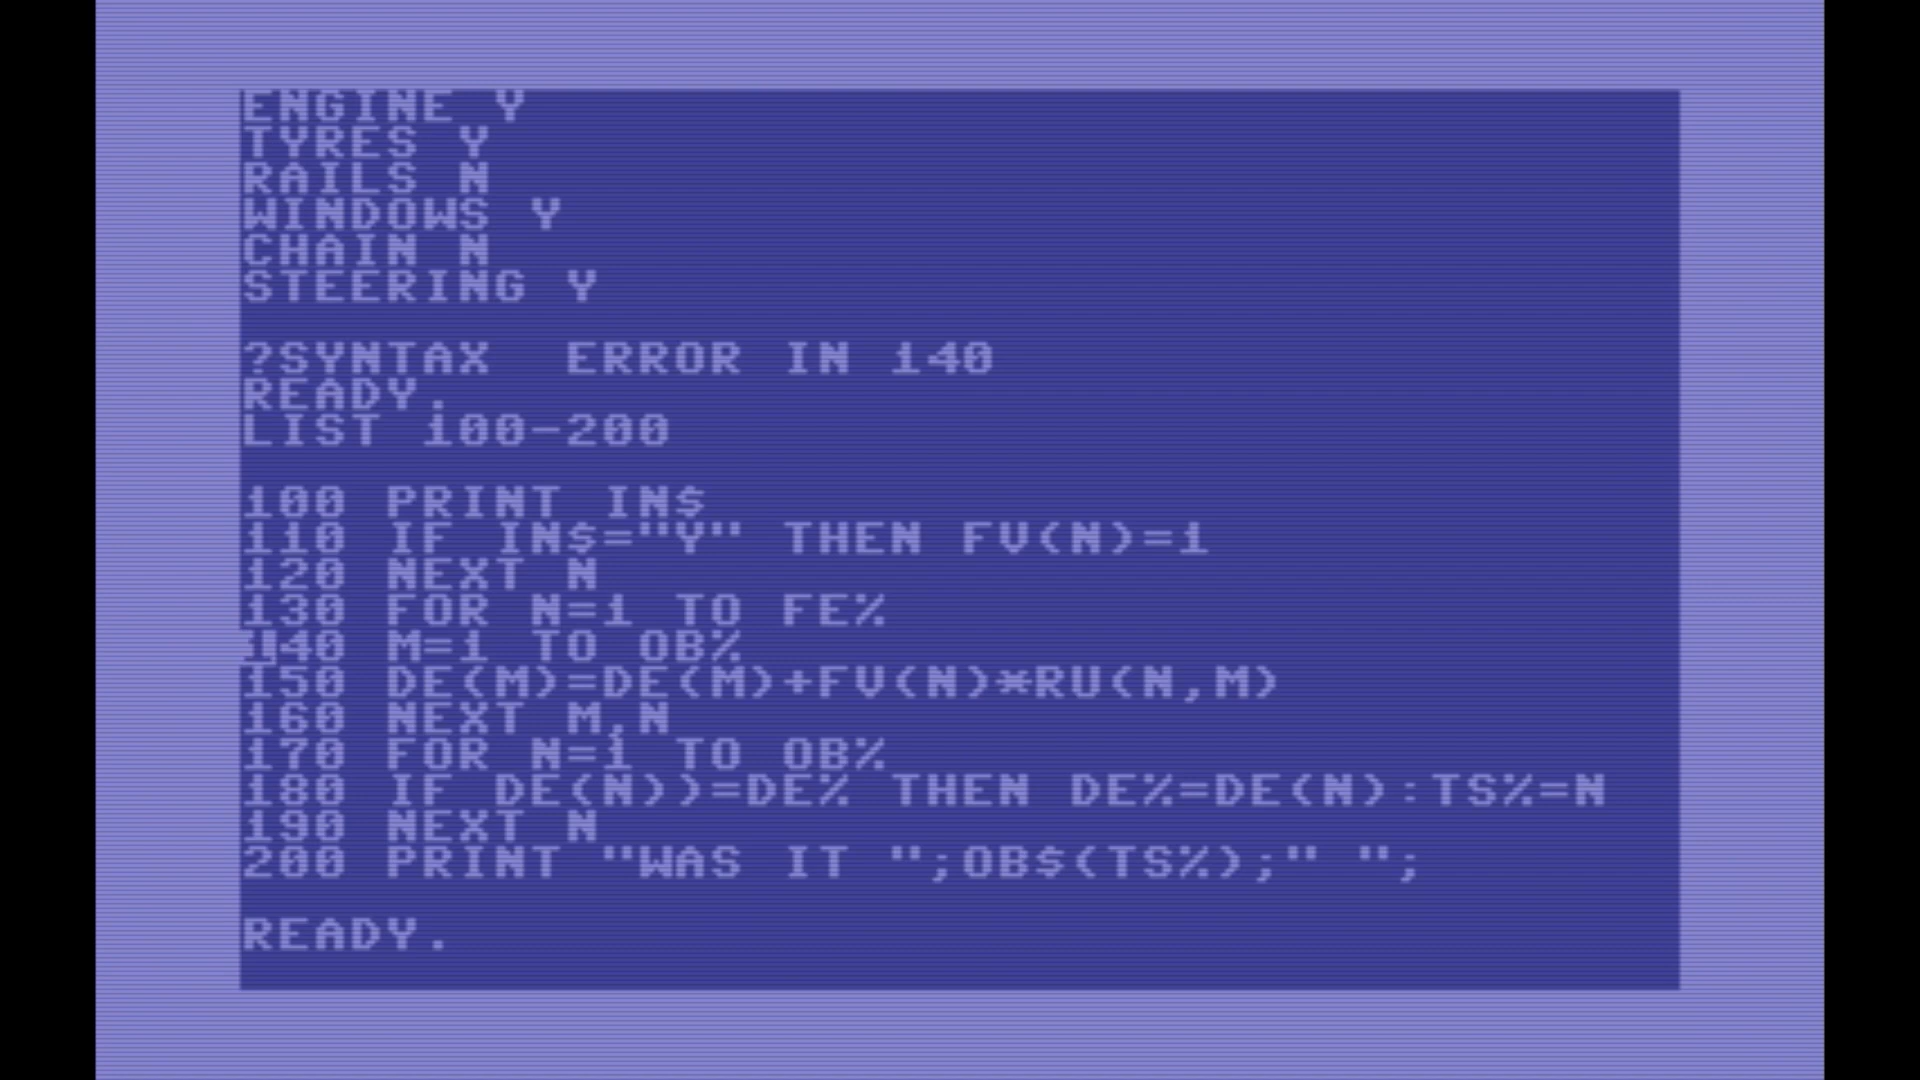 ENGINE Y
TYRES Y
RAILS N
WINDOWS Y
CHAIN N
STEERING Y
?SYNTAX  ERROR IN 140
READY.
LIST 100-200
100 PRINT IN$
110 IF IN$="Y" THEN FV(N)=1
120 NEXT N
130 FOR N=1 TO FE%
140 M=1 TO OB%
150 DE(M)=DE(M)+FV(N)*RU(N,M)
160 NEXT M,N
170 FOR N=1 TO OB%
180 IF DE(N))=DE% THEN DE%=DE(N):TS%=N
190 NEXT N
200 PRINT "WAS IT ";OB$(TS%);" ";
READY.